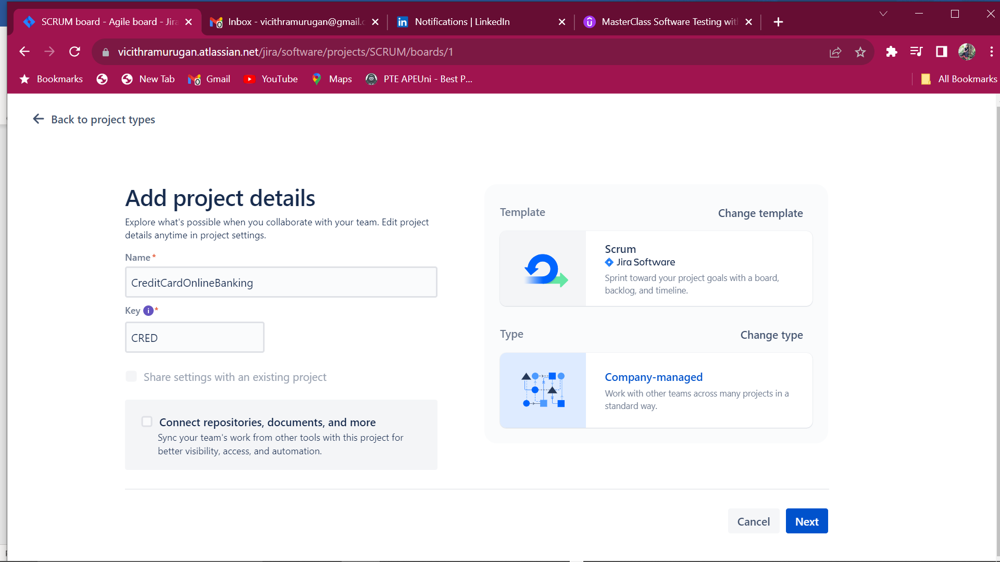 SCRUM board - Agile board - Jira
Inbox - vicithramurugan@gmail.c
Notifications | LinkedIn
MasterClass Software Testing wit
vicithramurugan.atlassian.net/jira/software/projects/SCRUM/boards/1
Bookmarks
New Tab
Gmail
YouTube
Maps
PTE APEUni - Best P...
All Bookmarks
Back to project types
Add project details
Explore what's possible when you collaborate with your team. Edit project
details anytime in project settings.
Name*
CreditCardOnlineBanking
Key i*
CRED
Share settings with an existing project
Connect repositories, documents, and more
Sync your team's work from other tools with this project for
better visibility, access, and automation.
Template
Change template
Scrum
Jira Software
Sprint toward your project goals with a board,
backlog, and timeline.
Type
Change type
Company-managed
Work with other teams across many projects in a
standard way.
Cancel
Next